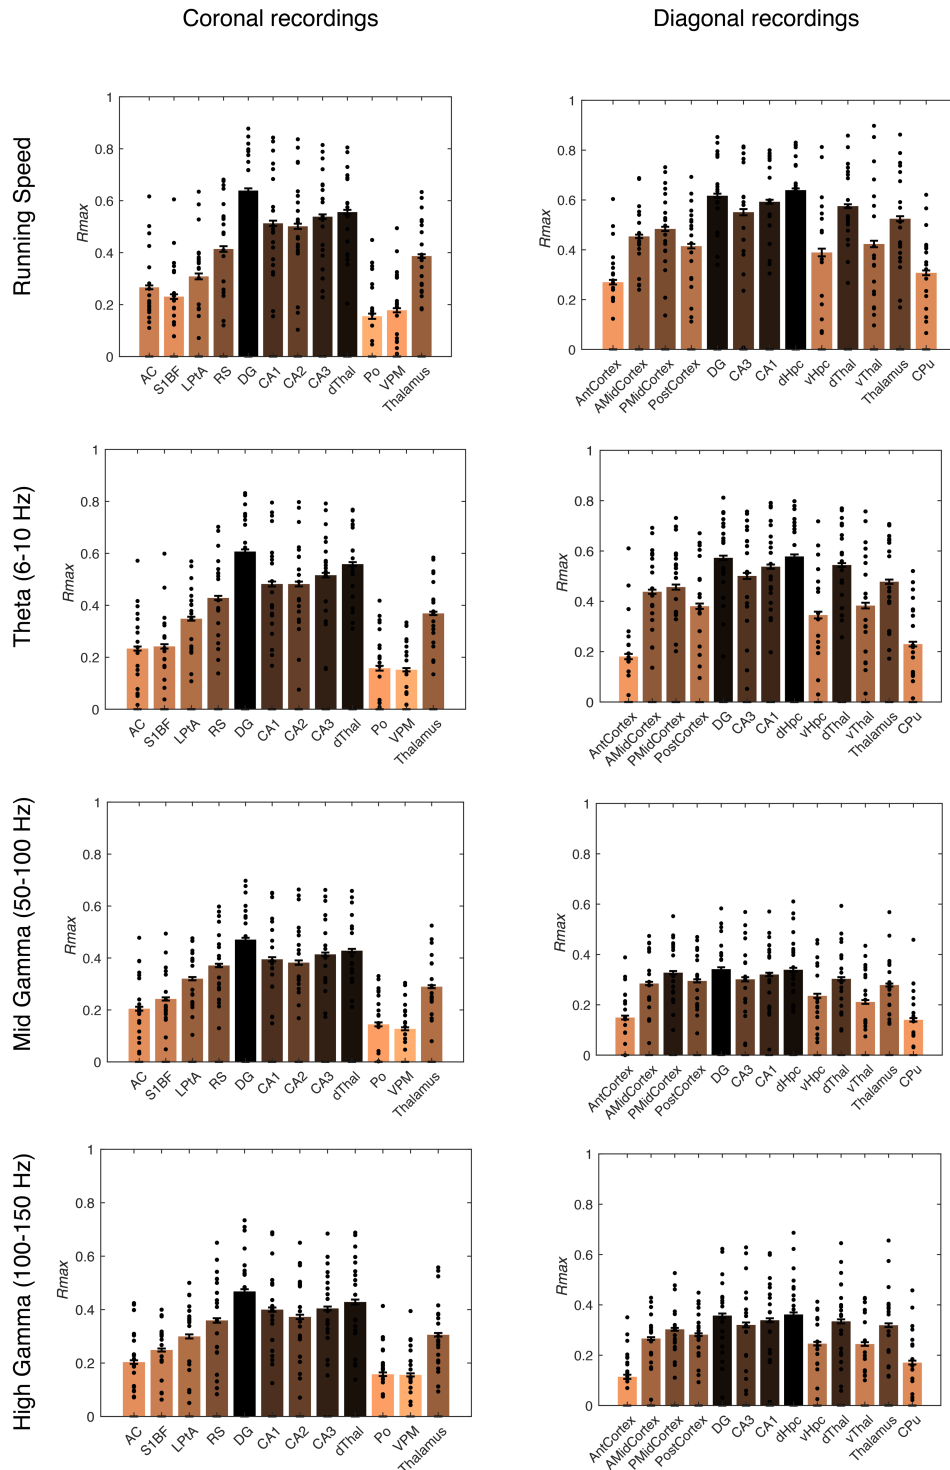 Coronal recordings
Diagonal recordings
Running Speed
Rmax
1
0.8
0.6
0.4
0.2
0
AC
S1BF
LPtA
RS
DG
CA1
CA2
CA3
dThal
Po
VPM
Thalamus
Rmax
1
0.8
0.6
0.4
0.2
0
AntCortex
AMidCortex
PMidCortex
PostCortex
DG
CA3
CA1
dHpc
vHpc
dThal
vThal
Thalamus
CPu
Theta (6-10 Hz)
Rmax
1
0.8
0.6
0.4
0.2
0
AC
S1BF
LPtA
RS
DG
CA1
CA2
CA3
dThal
Po
VPM
Thalamus
Rmax
1
0.8
0.6
0.4
0.2
0
AntCortex
AMidCortex
PMidCortex
PostCortex
DG
CA3
CA1
dHpc
vHpc
dThal
vThal
Thalamus
CPu
Mid Gamma (50-100 Hz)
Rmax
1
0.8
0.6
0.4
0.2
0
AC
S1BF
LPtA
RS
DG
CA1
CA2
CA3
dThal
Po
VPM
Thalamus
Rmax
1
0.8
0.6
0.4
0.2
0
AntCortex
AMidCortex
PMidCortex
PostCortex
DG
CA3
CA1
dHpc
vHpc
dThal
vThal
Thalamus
CPu
High Gamma (100-150 Hz)
Rmax
1
0.8
0.6
0.4
0.2
0
AC
S1BF
LPtA
RS
DG
CA1
CA2
CA3
dThal
Po
VPM
Thalamus
Rmax
1
0.8
0.6
0.4
0.2
0
AntCortex
AMidCortex
PMidCortex
PostCortex
DG
CA3
CA1
dHpc
vHpc
dThal
vThal
Thalamus
CPu